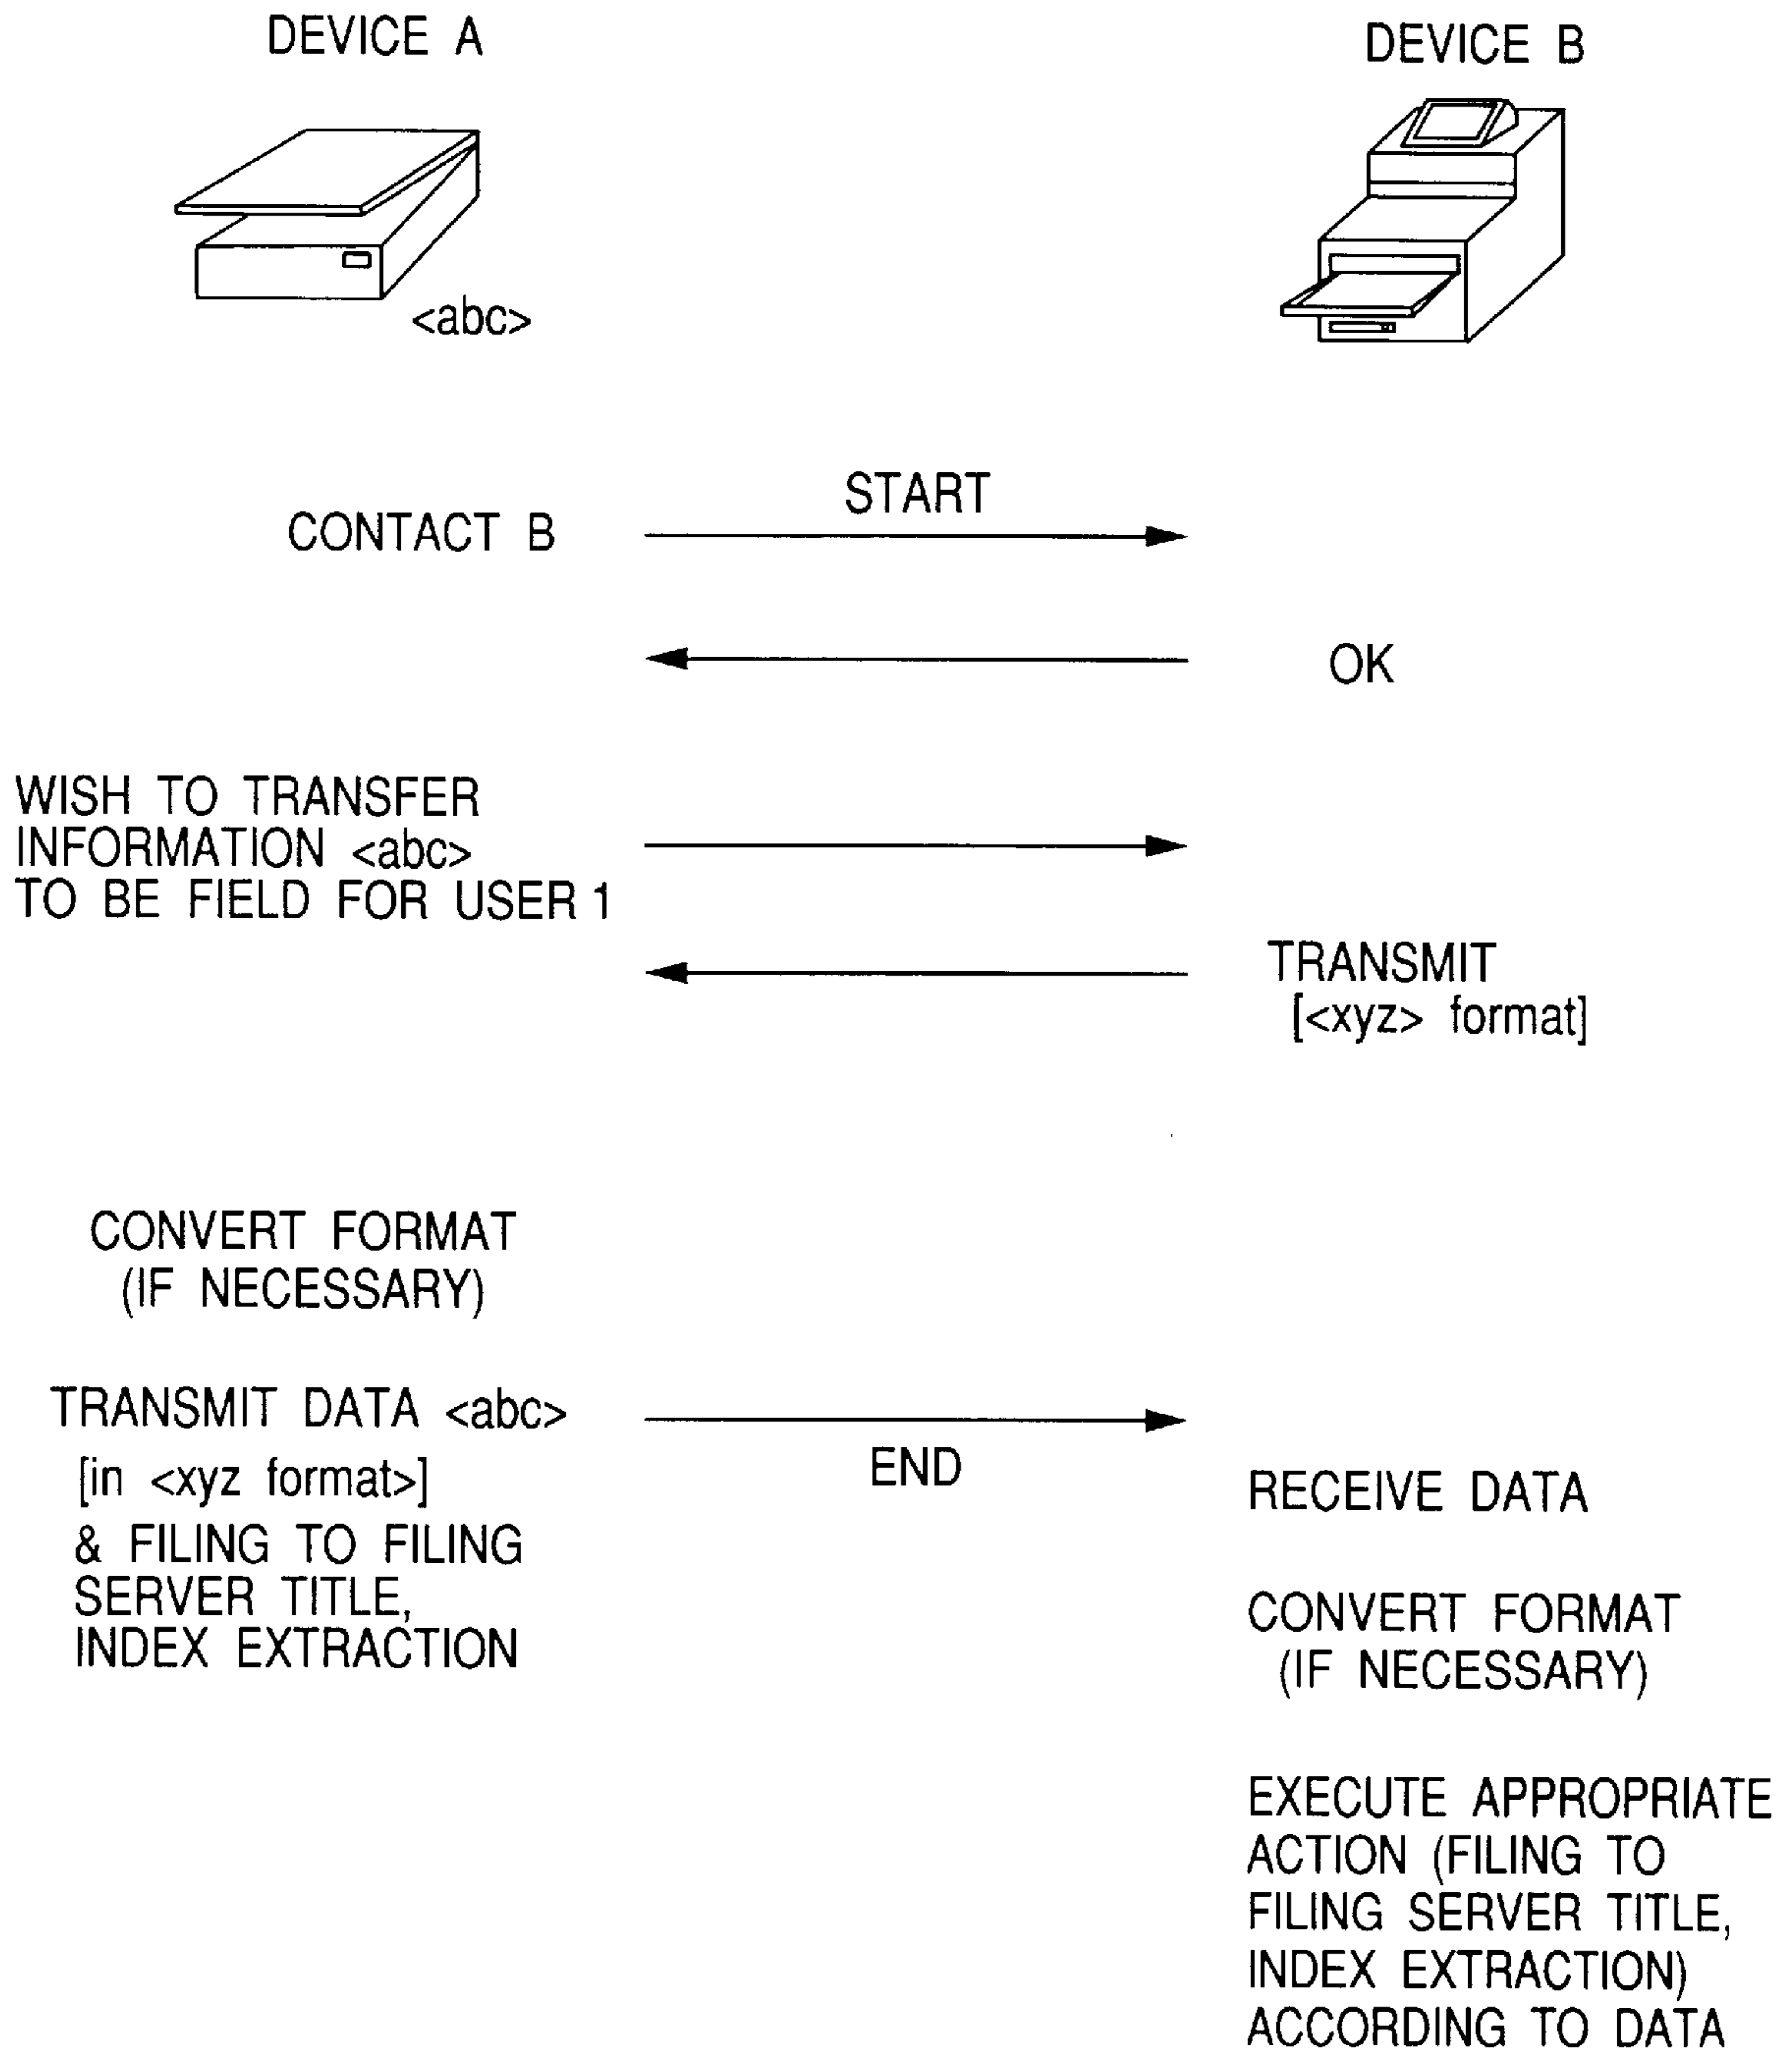 DEVICE A
DEVICE B
<abc>
START
CONTACT B
OK
WISH TO TRANSFER
INFORMATION <abc>
TO BE FIELD FOR USER 1
TRANSMIT
[<xyz> format]
CONVERT FORMAT
(IF NECESSARY)
TRANSMIT DATA <abc>
[in <xyz format>]
& FILING TO FILING
SERVER TITLE,
INDEX EXTRACTION
END
RECEIVE DATA
CONVERT FORMAT
(IF NECESSARY)
EXECUTE APPROPRIATE
ACTION (FILING TO
FILING SERVER TITLE,
INDEX EXTRACTION)
ACCORDING TO DATA